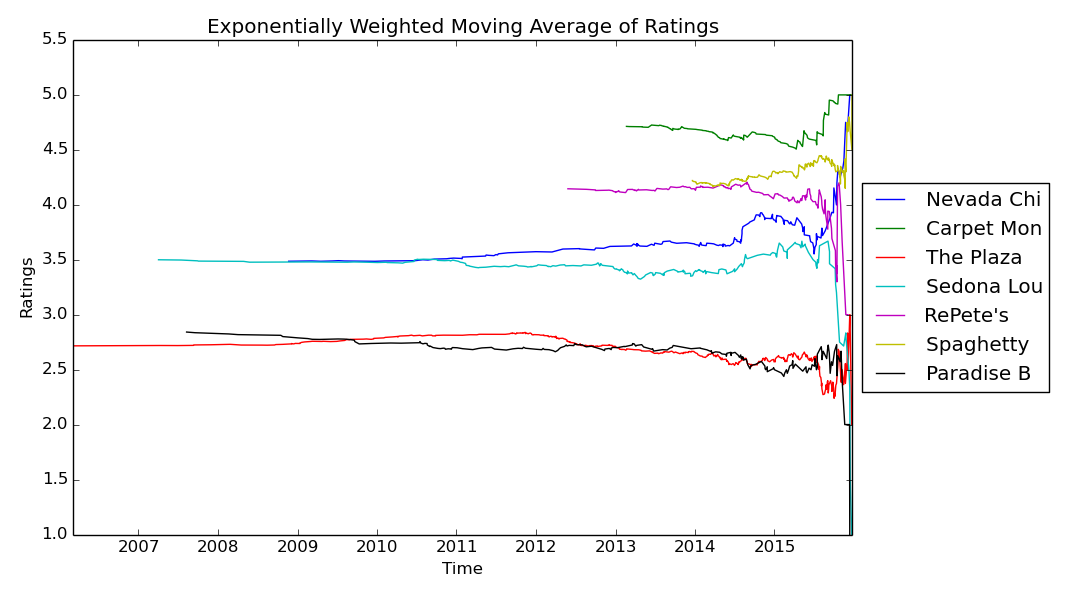 Exponentially Weighted Moving Average of Ratings
5.5
5.0
4.5
4.0
3.5
3.0
2.5
2.0
1.5
1.0
Ratings
2007 2008 2009 2010 2011 2012 2013 2014 2015
Time
Nevada Chi
Carpet Mon
The Plaza
Sedona Lou
RePete's
Spaghetty
Paradise B